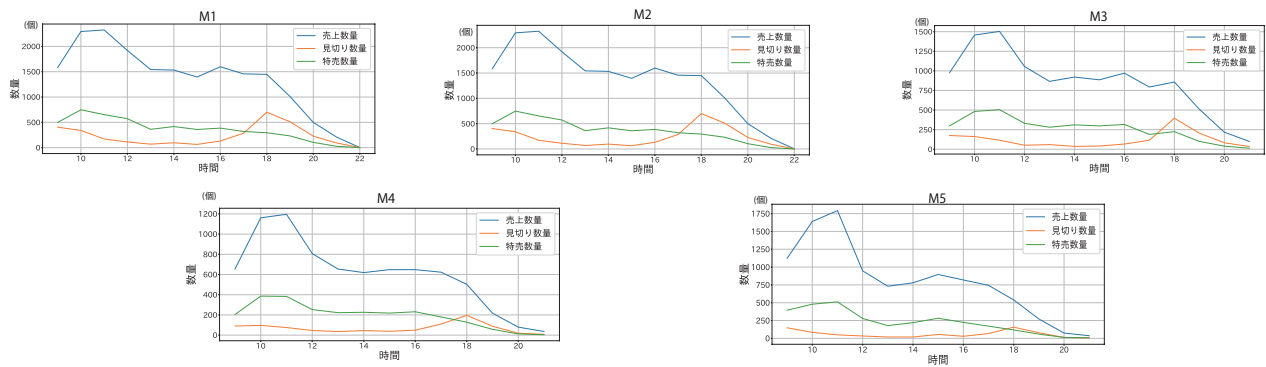 M1
(個)
売上数量
見切り数量
特売数量
数量
2000
1500
1000
500
0
10 12 14 16 18 20 22
時間
M2
(個)
売上数量
見切り数量
特売数量
数量
2000
1500
1000
500
0
10 12 14 16 18 20 22
時間
M3
(個)
売上数量
見切り数量
特売数量
数量
1500
1250
1000
750
500
250
0
10 12 14 16 18 20
時間
M4
(個)
売上数量
見切り数量
特売数量
数量
1200
1000
800
600
400
200
0
10 12 14 16 18 20
時間
M5
(個)
売上数量
見切り数量
特売数量
数量
1750
1500
1250
1000
750
500
250
0
10 12 14 16 18 20
時間